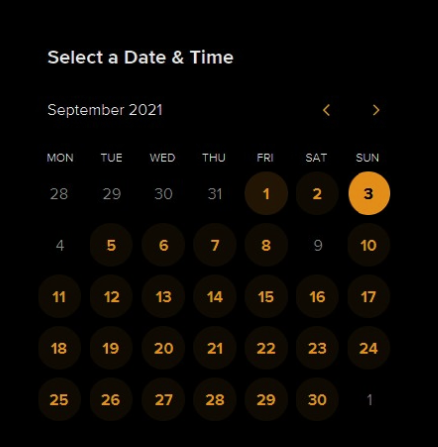 Select a Date & Time
September 2021
MON TUE WED THU FRI SAT SUN
28 29 30 31 1 2 3
4 5 6 7 8 9 10
11 12 13 14 15 16 17
18 19 20 21 22 23 24
25 26 27 28 29 30 1